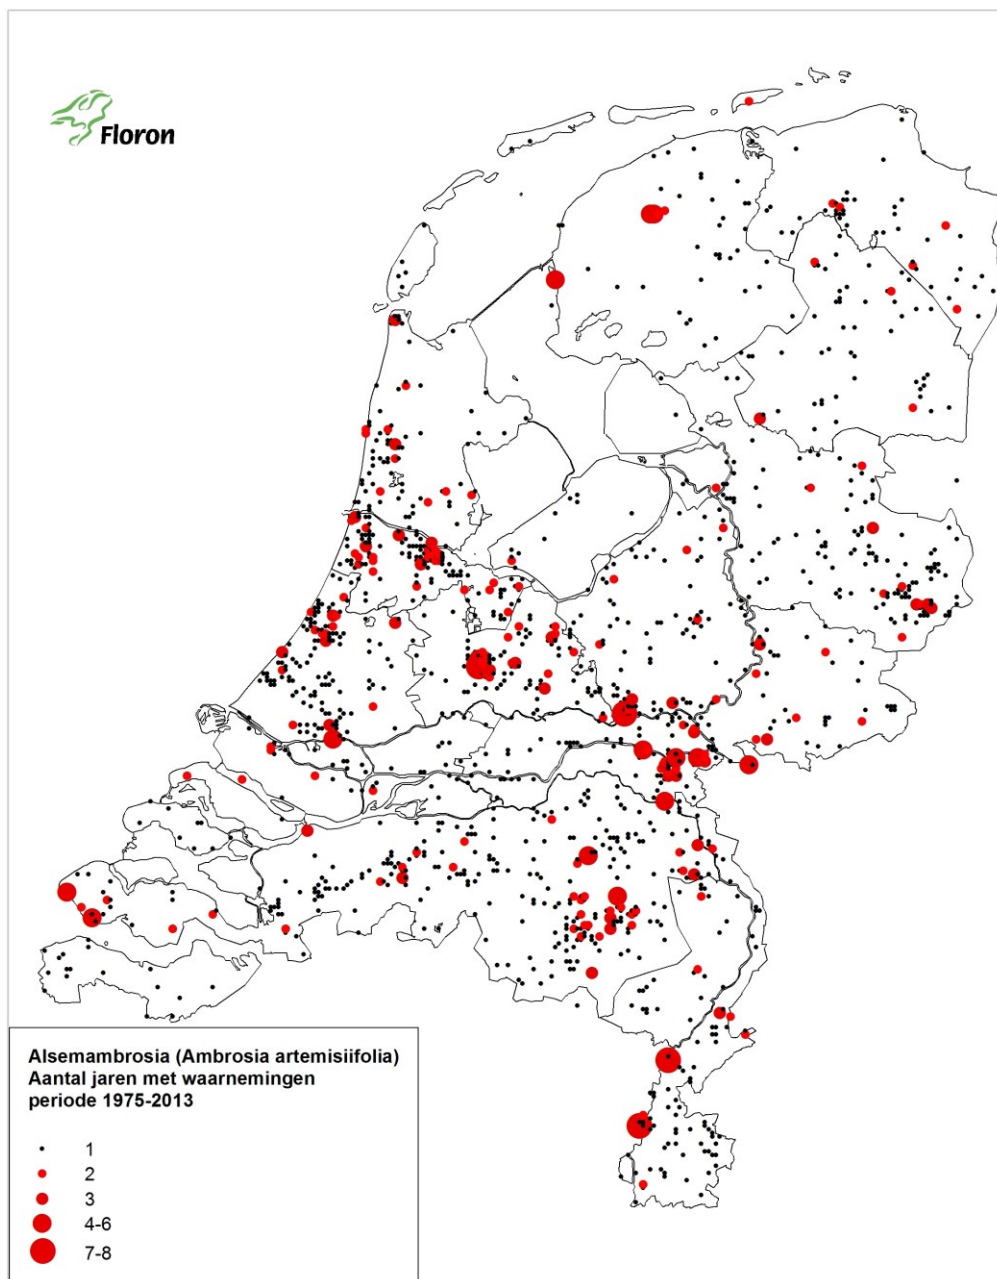 Floron
Alsemambrosia (Ambrosia artemisiifolia)
Aantal jaren met waarnemingen
periode 1975-2013
1
2
3
4-6
7-8